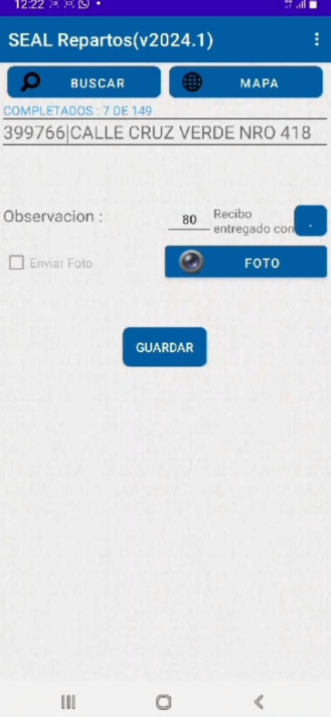 12:22
SEAL Repartos(v2024.1)
BUSCAR
MAPA
COMPLETADOS : 7 DE 149
399766|CALLE CRUZ VERDE NRO 418
Observacion :
80
Recibo
entregado con
.
Enviar Foto
FOTO
GUARDAR